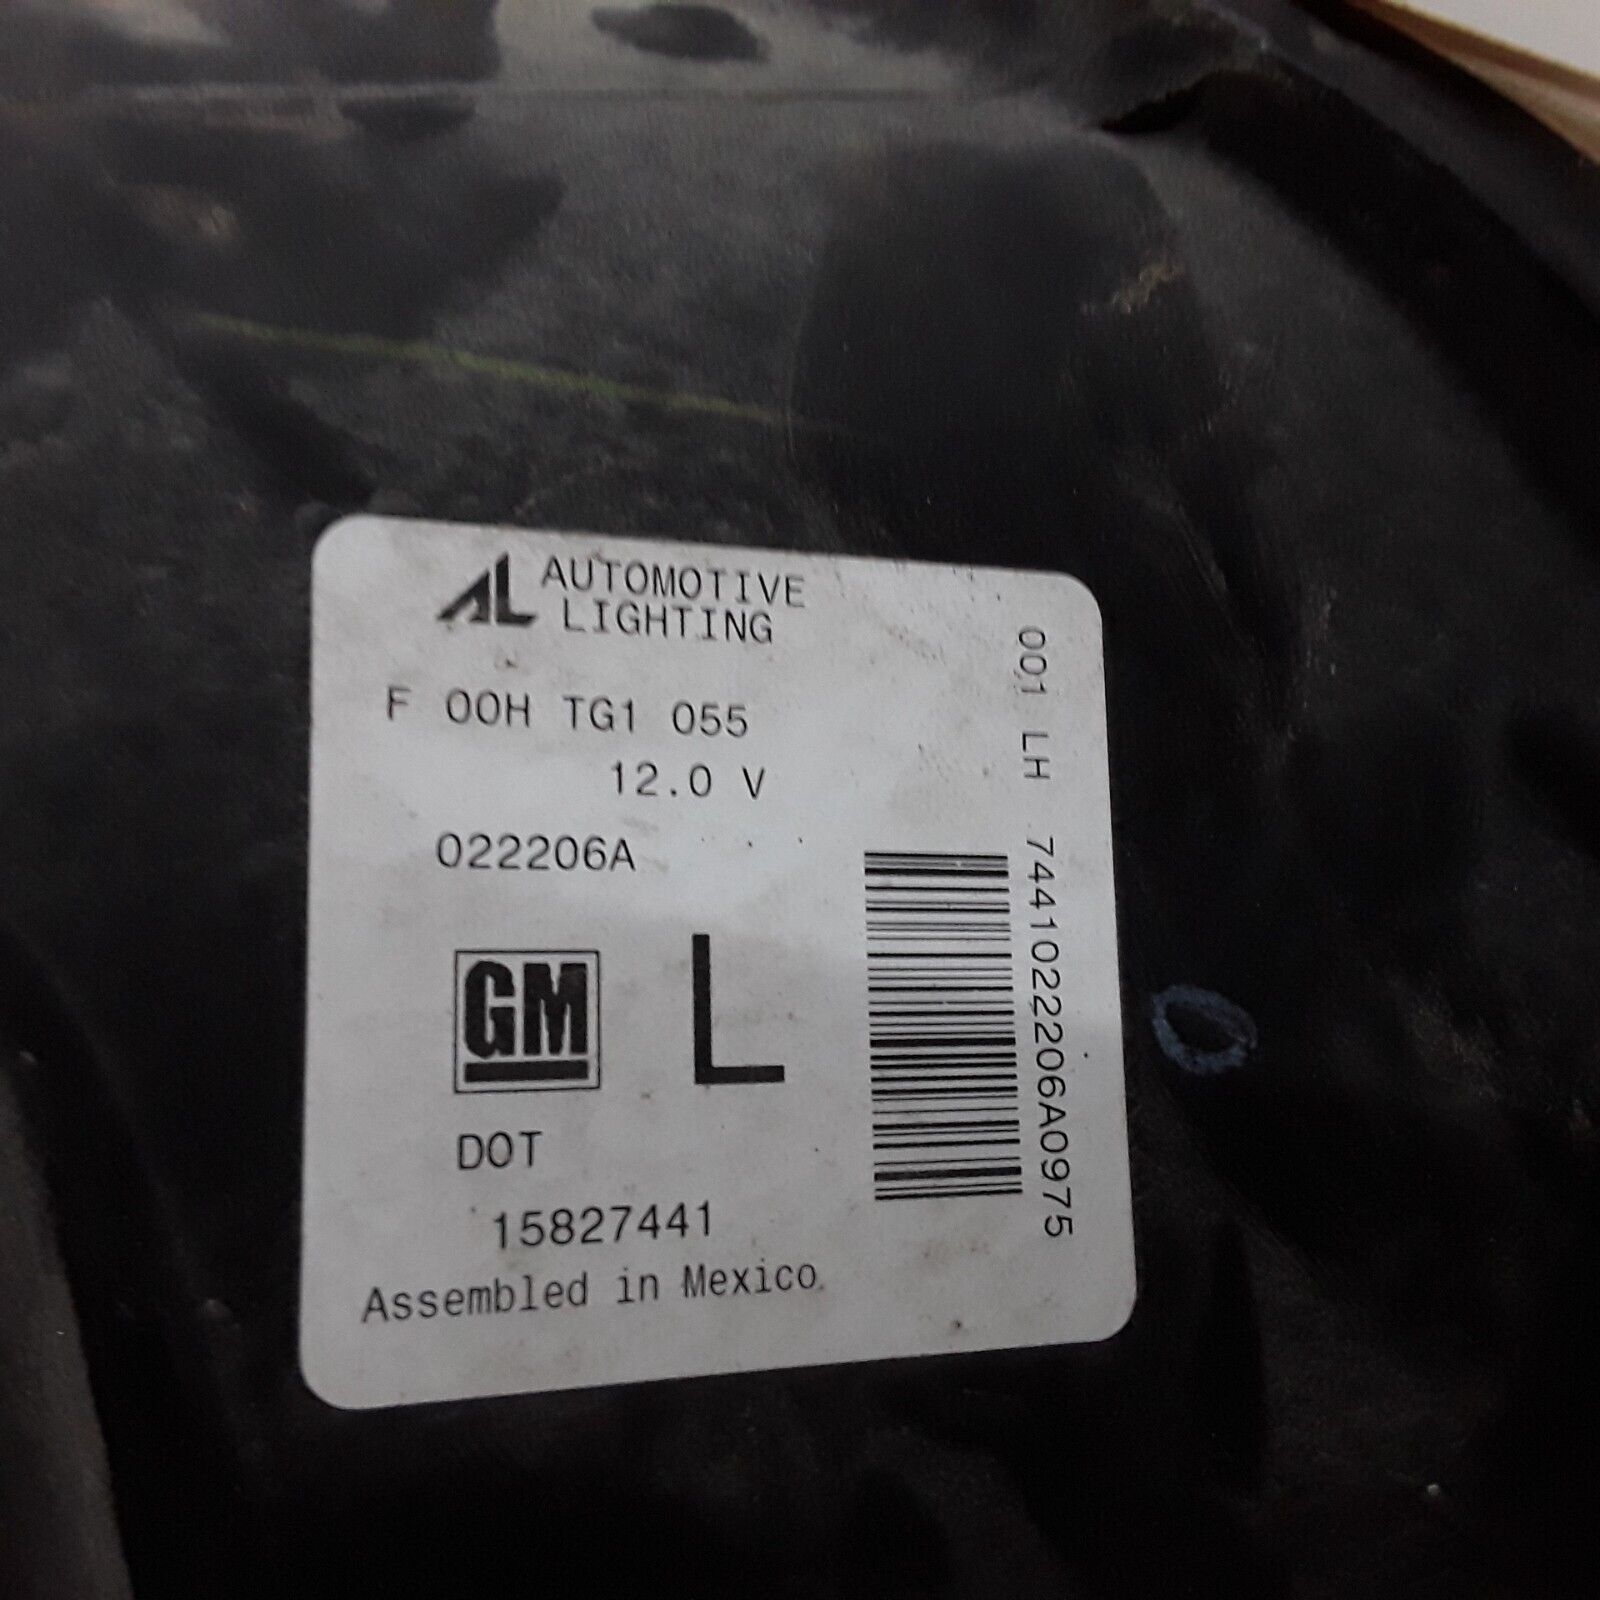 AL AUTOMOTIVE
LIGHTING
F 00H TG1 055
12.0 V
022206A
GM L
DOT
15827441
Assembled in Mexico
001 LH 7441022206A0975